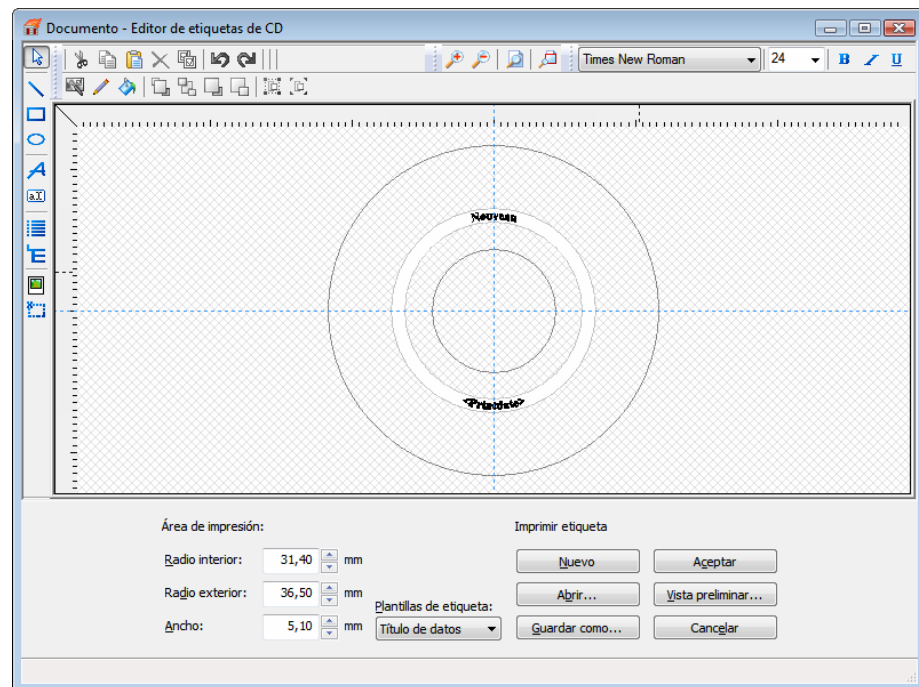 Documento - Editor de etiquetas de CD
Times New Roman
24
B I U
A
aI
E
Nouveau
<Printdate>
Área de impresión:
Imprimir etiqueta
Radio interior: 31,40 mm
Nuevo
Aceptar
Radio exterior: 36,50 mm
Plantillas de etiqueta:
Abrir...
Vista preliminar...
Ancho: 5,10 mm
Título de datos
Guardar como...
Cancelar